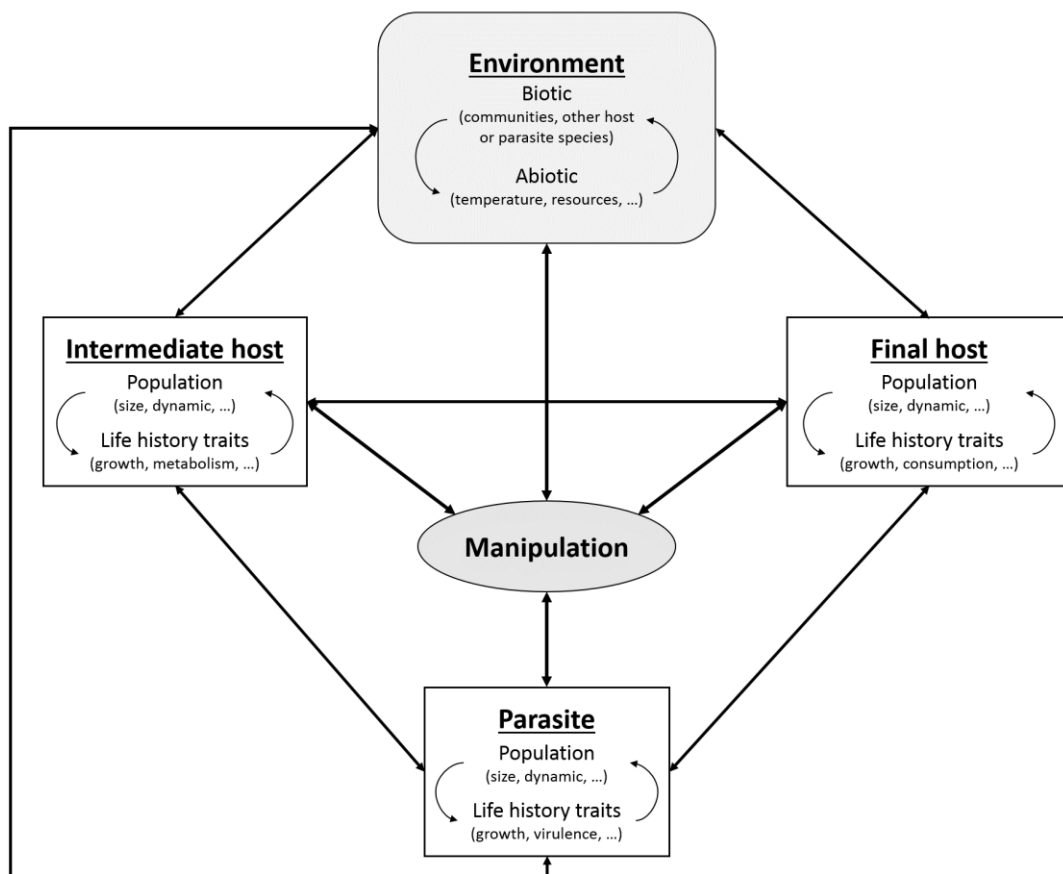 Environment
Biotic
(communities, other host
or parasite species)
Abiotic
(temperature, resources, ...)
Intermediate host
Population
(size, dynamic, ...)
Life history traits
(growth, metabolism, ...)
Final host
Population
(size, dynamic, ...)
Life history traits
(growth, consumption, ...)
Manipulation
Parasite
Population
(size, dynamic, ...)
Life history traits
(growth, virulence, ...)